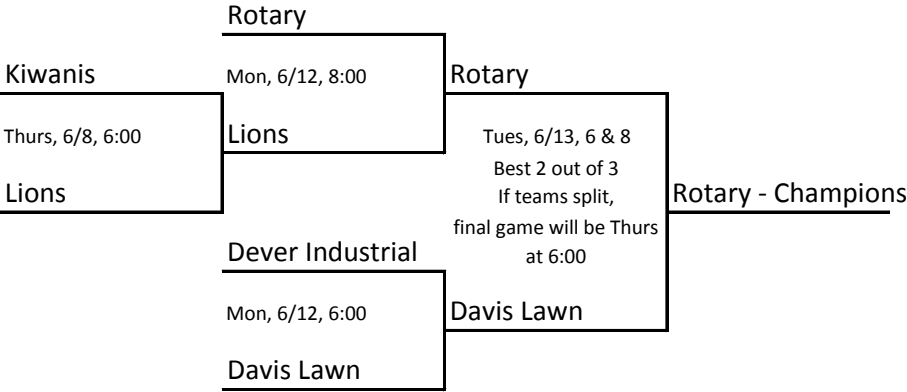 Rotary
Kiwanis
Mon, 6/12, 8:00
Rotary
Thurs, 6/8, 6:00
Lions
Tues, 6/13, 6 & 8
Best 2 out of 3
Lions
If teams split,
Rotary - Champions
final game will be Thurs
at 6:00
Dever Industrial
Mon, 6/12, 6:00
Davis Lawn
Davis Lawn